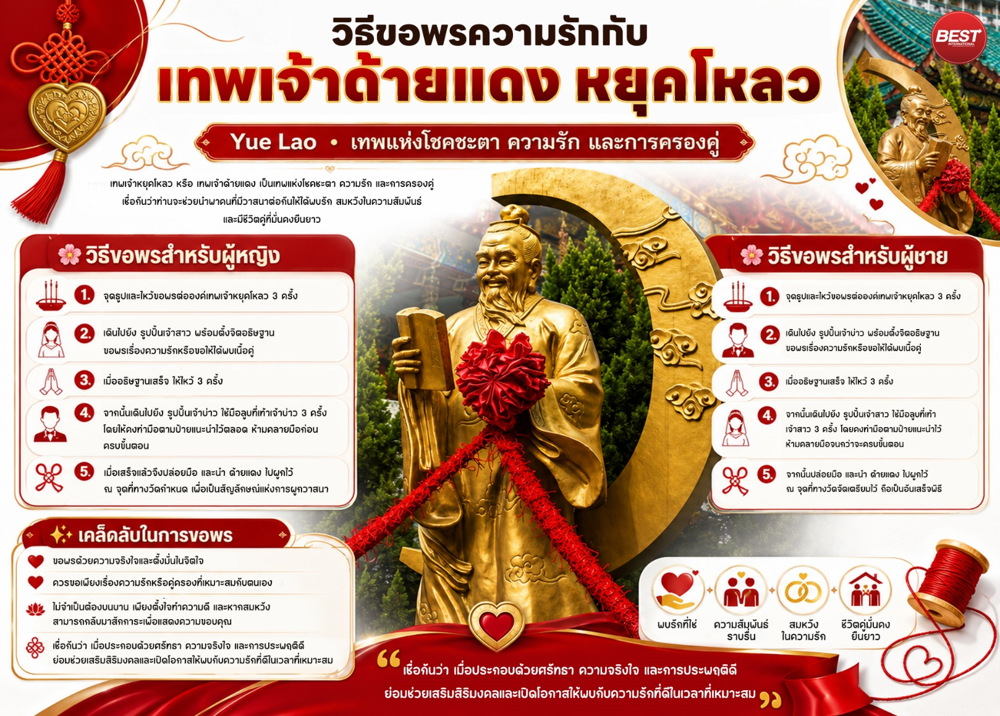 วิธีขอพรความรักกับ
เทพเจ้าด้ายแดง หยุคโหลว
BEST
INTERNATIONAL
Yue Lao • เทพแห่งโชคชะตา ความรัก และการครองคู่
เทพเจ้าหยุคโหลว หรือ เทพเจ้าด้ายแดง เป็นเทพแห่งโชคชะตา ความรัก และการครองคู่
เชื่อกันว่าท่านจะช่วยนำพาคนที่มีวาสนาต่อกันให้ได้พบรัก สมหวังในความสัมพันธ์
และมีชีวิตคู่ที่มั่นคงยืนยาว
วิธีขอพรสำหรับผู้หญิง
1. จุดธูปและไหว้ขอพรต่อองค์เทพเจ้าหยุคโหลว 3 ครั้ง
2. เดินไปยัง รูปปั้นเจ้าสาว พร้อมตั้งจิตอธิษฐาน
ขอพรเรื่องความรักหรือขอให้ได้พบเนื้อคู่
3. เมื่ออธิษฐานเสร็จ ให้ไหว้ 3 ครั้ง
4. จากนั้นเดินไปยัง รูปปั้นเจ้าบ่าว ใช้มือลูบที่เท้าเจ้าบ่าว 3 ครั้ง
โดยให้คงท่ามือตามป้ายแนะนำไว้ตลอด ห้ามคลายมือก่อน
ครบขั้นตอน
5. เมื่อเสร็จแล้วจึงปล่อยมือ และนำ ด้ายแดง ไปผูกไว้
ณ จุดที่ทางวัดกำหนด เพื่อเป็นสัญลักษณ์แห่งการผูกวาสนา
วิธีขอพรสำหรับผู้ชาย
1. จุดธูปและไหว้ขอพรต่อองค์เทพเจ้าหยุคโหลว 3 ครั้ง
2. เดินไปยัง รูปปั้นเจ้าบ่าว พร้อมตั้งจิตอธิษฐาน
ขอพรเรื่องความรักหรือขอให้ได้พบเนื้อคู่
3. เมื่ออธิษฐานเสร็จ ให้ไหว้ 3 ครั้ง
4. จากนั้นเดินไปยัง รูปปั้นเจ้าสาว ใช้มือลูบที่เท้า
เจ้าสาว 3 ครั้ง โดยคงท่ามือตามป้ายแนะนำไว้
ห้ามคลายมือจนกว่าจะครบขั้นตอน
5. จากนั้นปล่อยมือ และนำ ด้ายแดง ไปผูกไว้
ณ จุดที่ทางวัดจัดเตรียมไว้ ถือเป็นอันเสร็จพิธี
เคล็ดลับในการขอพร
ขอพรด้วยความจริงใจและตั้งมั่นในจิตใจ
ควรขอเพียงเรื่องความรักหรือคู่ครองที่เหมาะสมกับตนเอง
ไม่จำเป็นต้องบนบาน เพียงตั้งใจทำความดี และหากสมหวัง
สามารถกลับมาสักการะเพื่อแสดงความขอบคุณ
เชื่อกันว่า เมื่อประกอบด้วยศรัทธา ความจริงใจ และการประพฤติดี
ย่อมช่วยเสริมสิริมงคลและเปิดโอกาสให้พบกับความรักที่ดีในเวลาที่เหมาะสม
พบรักที่ใช่
ความสัมพันธ์
ราบรื่น
สมหวัง
ในความรัก
ชีวิตคู่มั่นคง
ยืนยาว
“เชื่อกันว่า เมื่อประกอบด้วยศรัทธา ความจริงใจ และการประพฤติดี
ย่อมช่วยเสริมสิริมงคลและเปิดโอกาสให้พบกับความรักที่ดีในเวลาที่เหมาะสม”